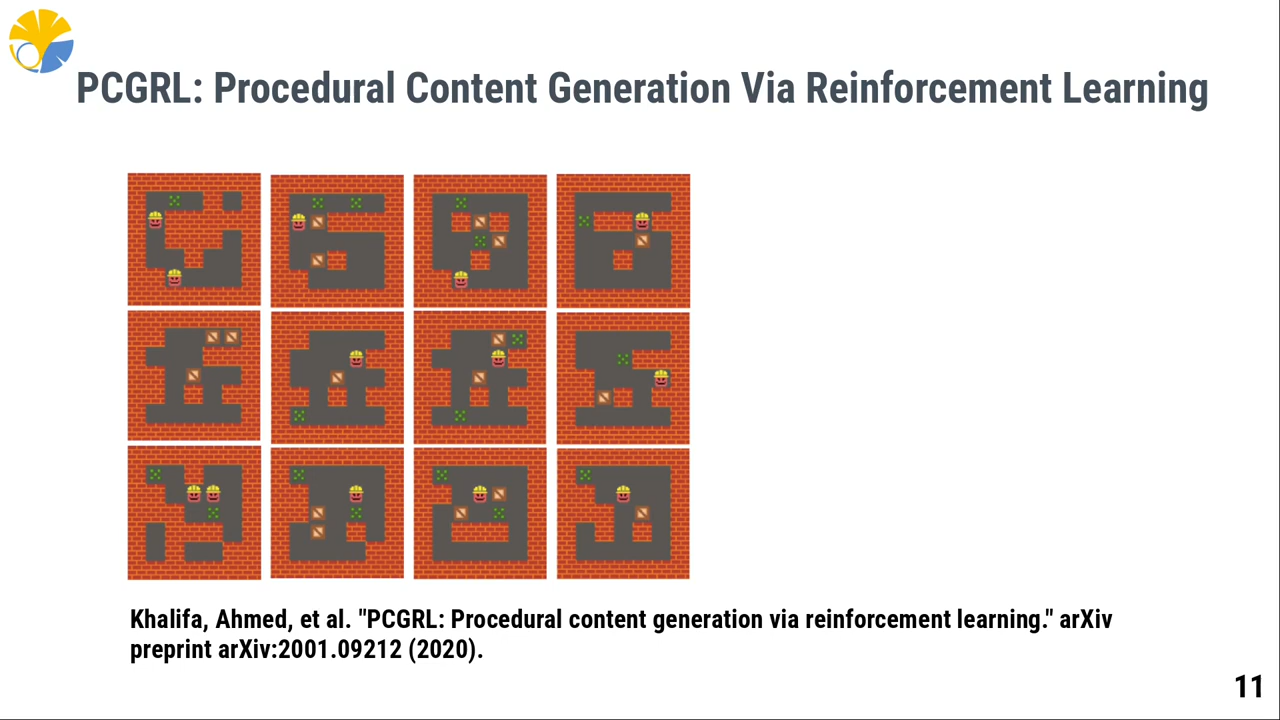 PCGRL: Procedural Content Generation Via Reinforcement Learning
Khalifa, Ahmed, et al. "PCGRL: Procedural content generation via reinforcement learning." arXiv
preprint arXiv:2001.09212 (2020).
11